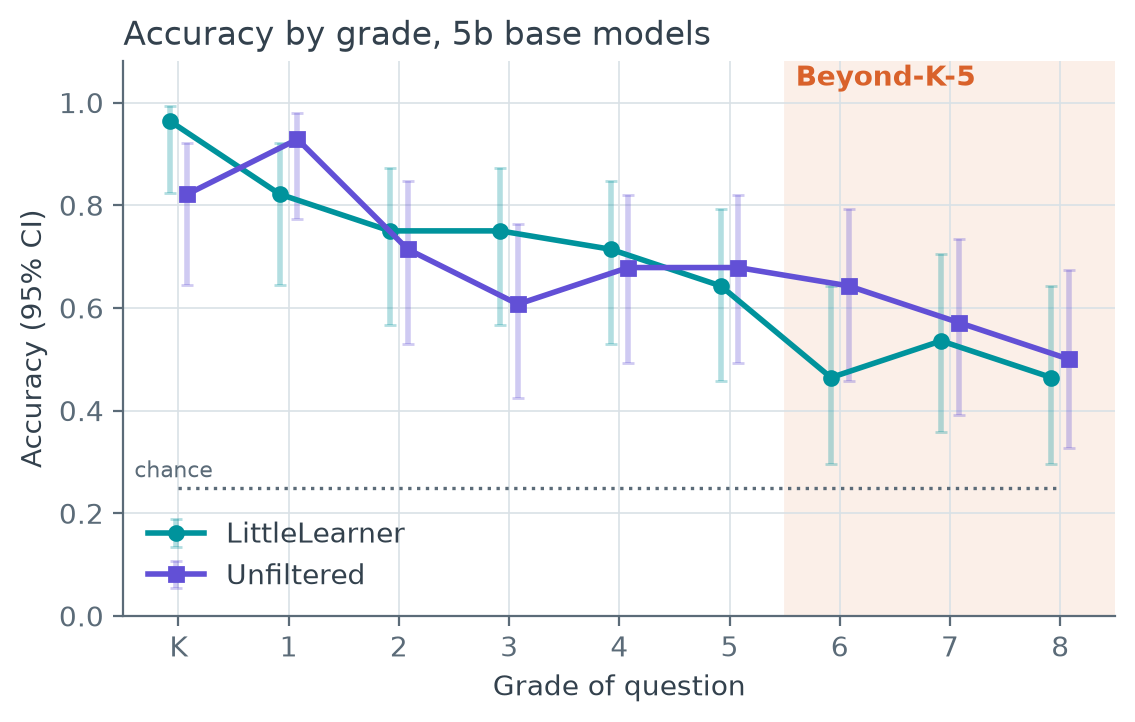 Accuracy by grade, 5b base models
Beyond-K-5
Accuracy (95% CI)
1.0
0.8
0.6
0.4
0.2
0.0
chance
LittleLearner
Unfiltered
K 1 2 3 4 5 6 7 8
Grade of question